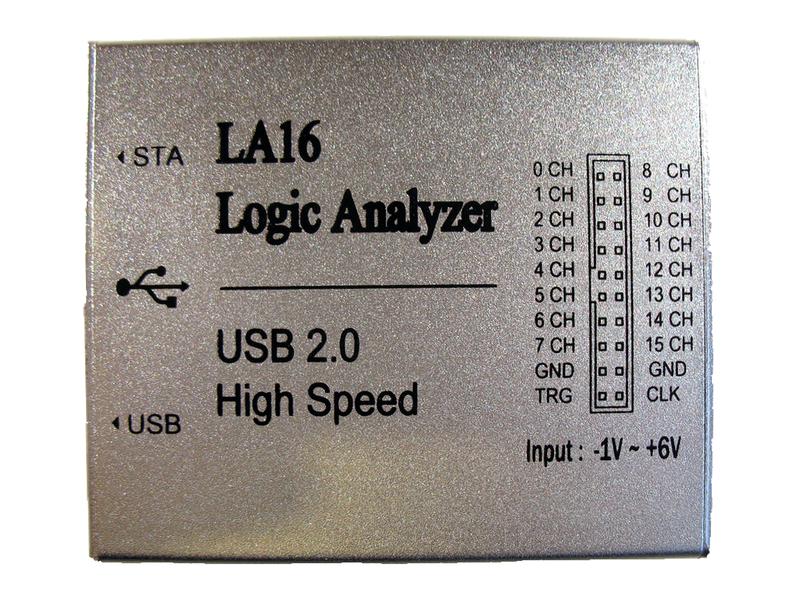 STA
LA16
Logic Analyzer
USB 2.0
High Speed
USB
0 CH 8 CH
1 CH 9 CH
2 CH 10 CH
3 CH 11 CH
4 CH 12 CH
5 CH 13 CH
6 CH 14 CH
7 CH 15 CH
GND GND
TRG CLK
Input : -1V ~ +6V